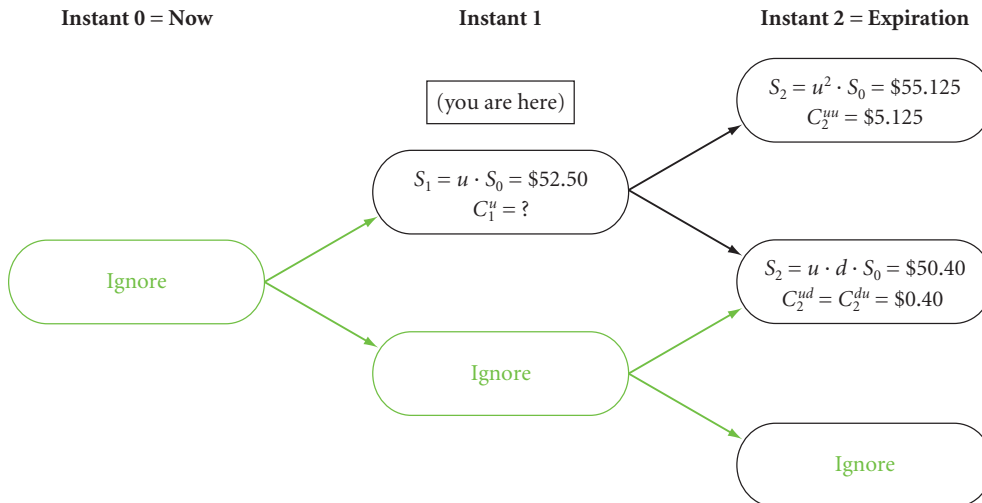 Instant 0 = Now
Instant 1
Instant 2 = Expiration
(you are here)
S₂ = u² · S₀ = $55.125
C₂ᵘᵘ = $5.125
S₁ = u · S₀ = $52.50
C₁ᵘ = ?
Ignore
S₂ = u · d · S₀ = $50.40
C₂ᵘᵈ = C₂ᵈᵘ = $0.40
Ignore
Ignore